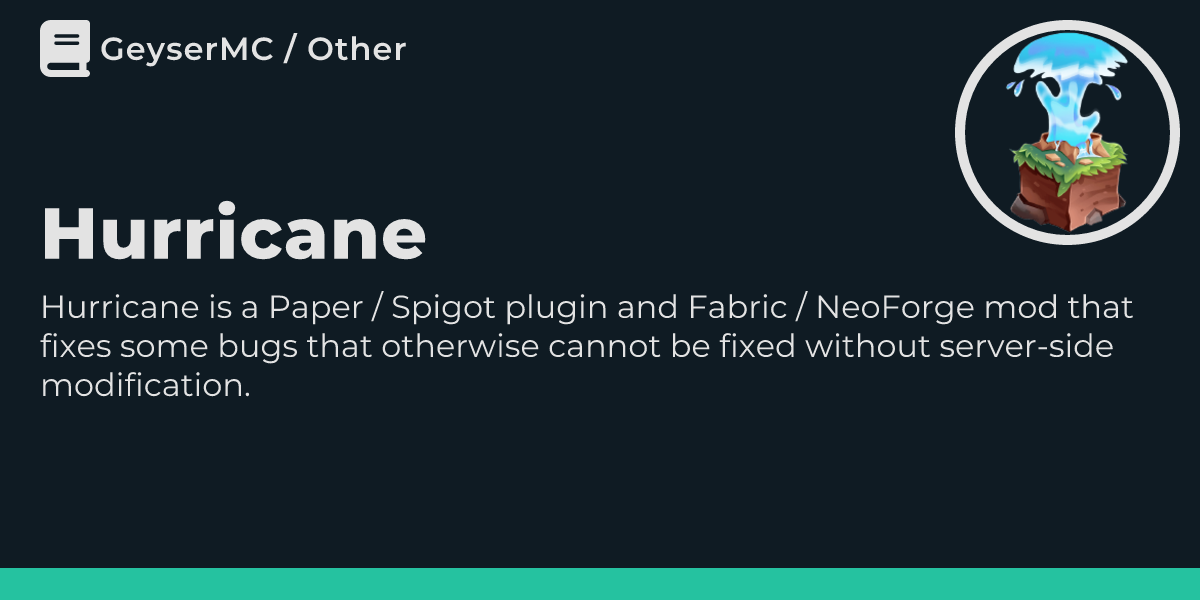 GeyserMC / Other
Hurricane
Hurricane is a Paper / Spigot plugin and Fabric / NeoForge mod that
fixes some bugs that otherwise cannot be fixed without server-side
modification.